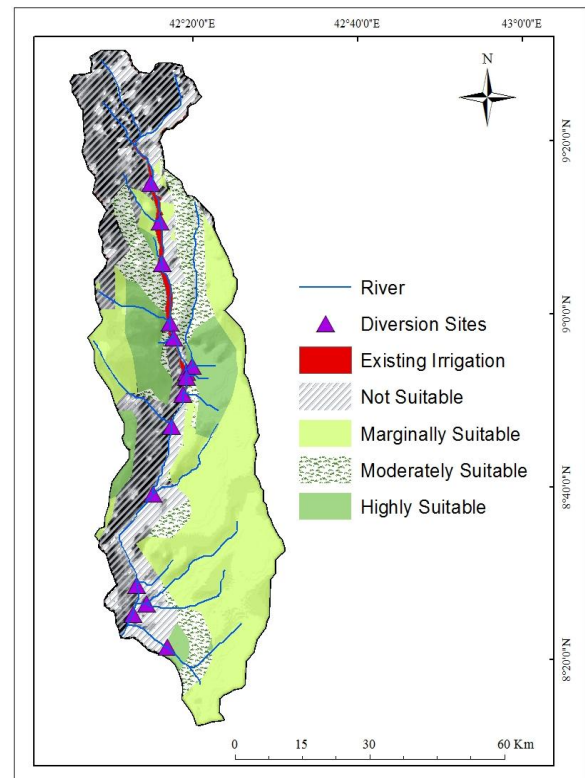 42°20'0"E 42°40'0"E 43°0'0"E
N
9°20'0"N
River
Diversion Sites
9°0'0"N
Existing Irrigation
Not Suitable
Marginally Suitable
Moderately Suitable
8°40'0"N
Highly Suitable
8°20'0"N
0 15 30 60 Km